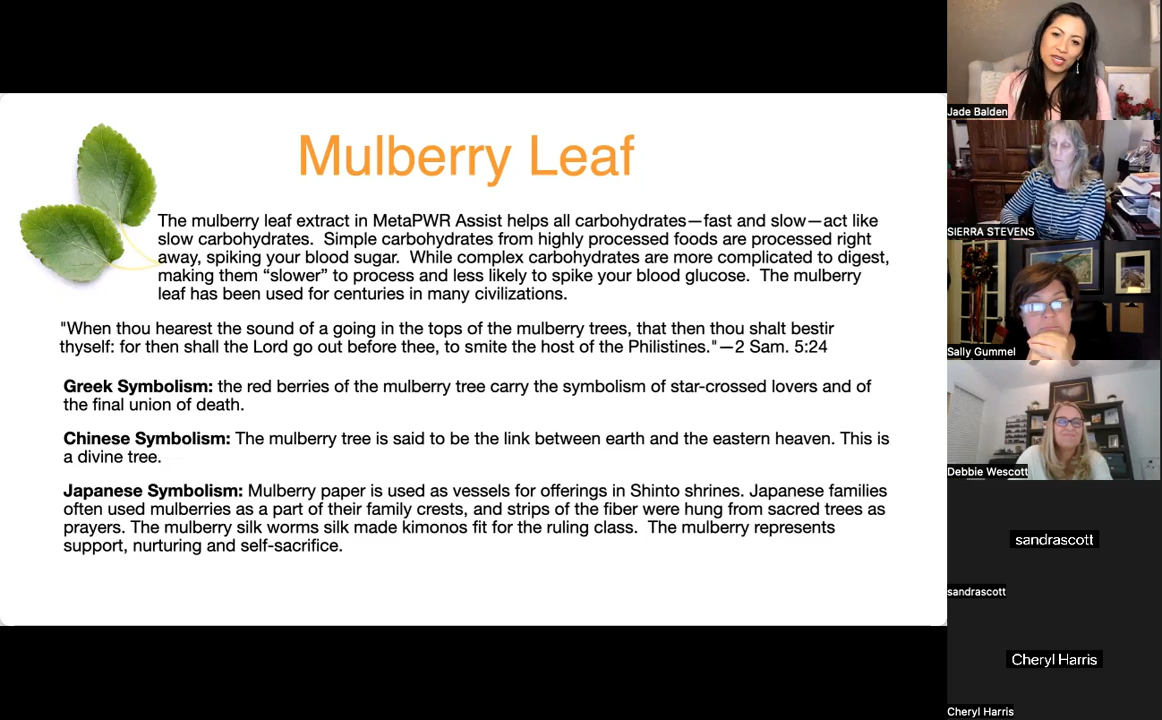 Mulberry Leaf
The mulberry leaf extract in MetaPWR Assist helps all carbohydrates—fast and slow—act like
slow carbohydrates.  Simple carbohydrates from highly processed foods are processed right
away, spiking your blood sugar.  While complex carbohydrates are more complicated to digest,
making them “slower” to process and less likely to spike your blood glucose.  The mulberry
leaf has been used for centuries in many civilizations.
"When thou hearest the sound of a going in the tops of the mulberry trees, that then thou shalt bestir
thyself: for then shall the Lord go out before thee, to smite the host of the Philistines."—2 Sam. 5:24
Greek Symbolism: the red berries of the mulberry tree carry the symbolism of star-crossed lovers and of
the final union of death.
Chinese Symbolism: The mulberry tree is said to be the link between earth and the eastern heaven. This is
a divine tree.
Japanese Symbolism: Mulberry paper is used as vessels for offerings in Shinto shrines. Japanese families
often used mulberries as a part of their family crests, and strips of the fiber were hung from sacred trees as
prayers. The mulberry silk worms silk made kimonos fit for the ruling class.  The mulberry represents
support, nurturing and self-sacrifice.
Jade Balden
SIERRA STEVENS
Sally Gummel
Debbie Wescott
sandrascott
sandrascott
Cheryl Harris
Cheryl Harris